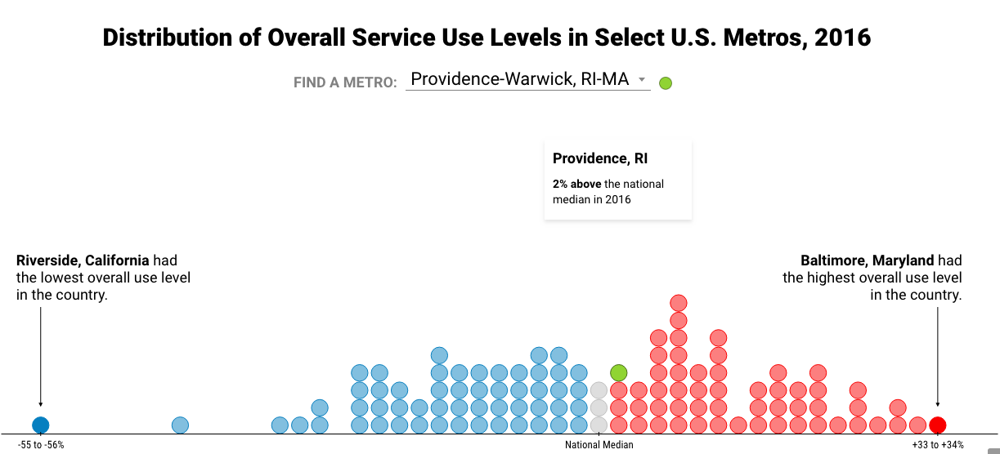 Distribution of Overall Service Use Levels in Select U.S. Metros, 2016
FIND A METRO: Providence-Warwick, RI-MA
Providence, RI
2% above the national
median in 2016
Riverside, California had
the lowest overall use level
in the country.
Baltimore, Maryland had
the highest overall use level
in the country.
-55 to -56%
National Median
+33 to +34%